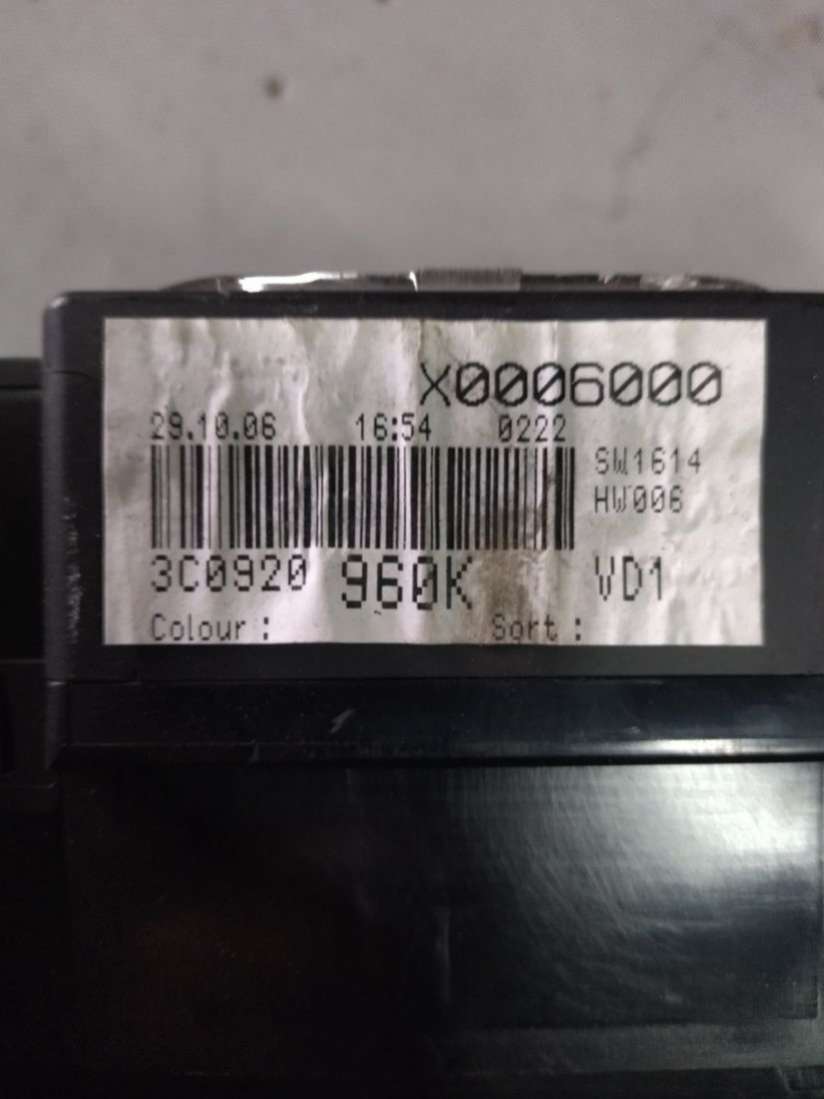 X0006000
29.10.06 16:54 0222
SW1614
HW006
3C0920 960K VD1
Colour : Sort :